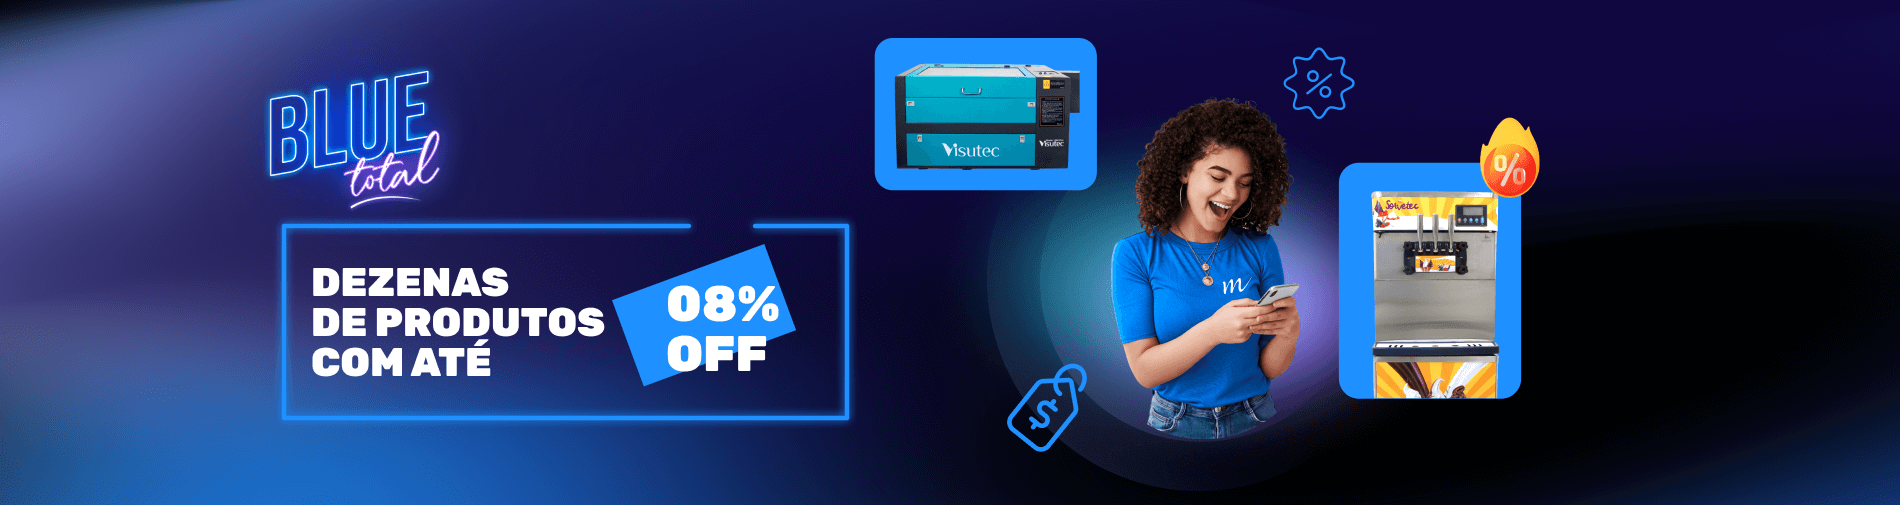 BLUE
total
DEZENAS
DE PRODUTOS
COM ATÉ
08%
OFF
Visutec
Visutec
m
%
$
Sorvetec
%